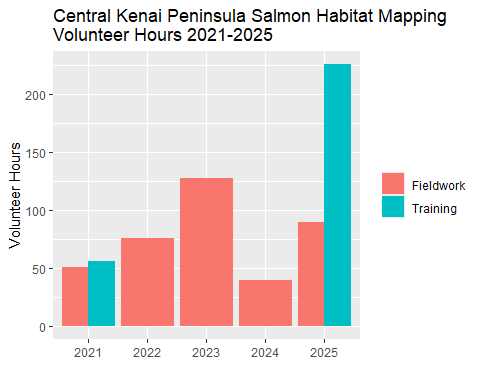 Central Kenai Peninsula Salmon Habitat Mapping
Volunteer Hours 2021-2025
Volunteer Hours
200
150
100
50
0
2021 2022 2023 2024 2025
Fieldwork
Training